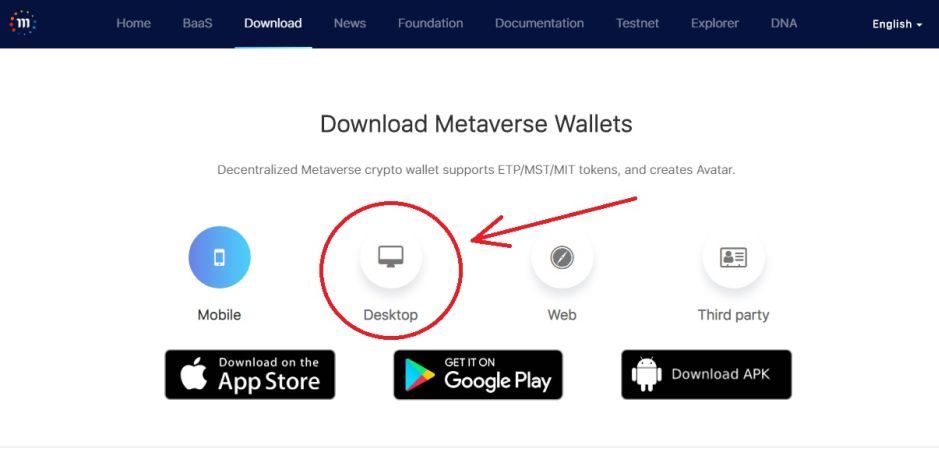 m Home BaaS Download News Foundation Documentation Testnet Explorer DNA English
Download Metaverse Wallets
Decentralized Metaverse crypto wallet supports ETP/MST/MIT tokens, and creates Avatar.
Mobile Desktop Web Third party
Download on the
App Store
GET IT ON
Google Play
Download APK